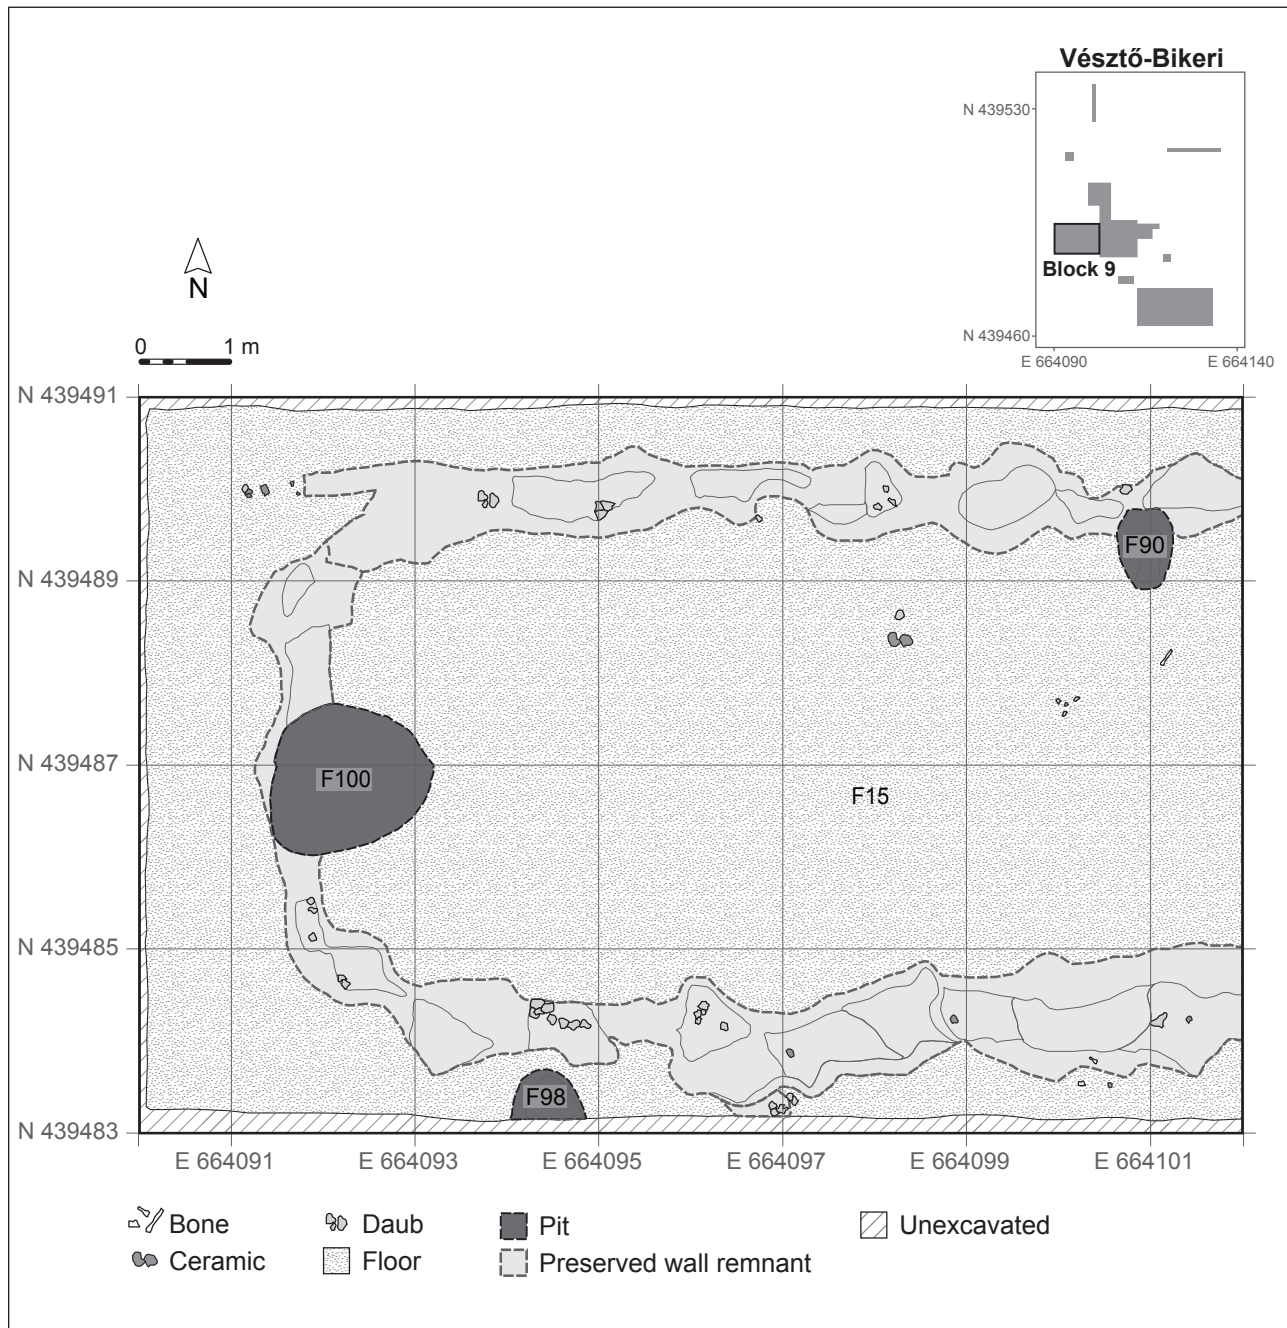 Vésztő-Bikeri
N 439530
Block 9
N 439460
E 664090 E 664140
N
0 1 m
N 439491
F90
N 439489
N 439487
F100
F15
N 439485
F98
N 439483
E 664091 E 664093 E 664095 E 664097 E 664099 E 664101
Bone Daub Pit Unexcavated
Ceramic Floor Preserved wall remnant